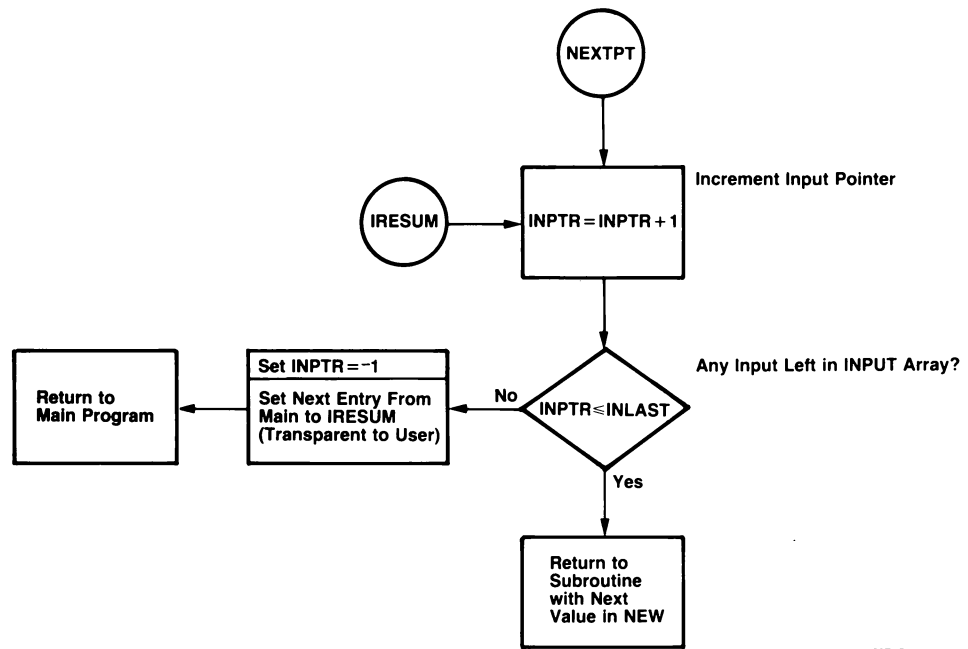 NEXTPT
Increment Input Pointer
IRESUM
INPTR=INPTR+1
Any Input Left in INPUT Array?
Set INPTR=-1
Return to
Main Program
Set Next Entry From
Main to IRESUM
(Transparent to User)
No
INPTR≤INLAST
Yes
Return to
Subroutine
with Next
Value in NEW